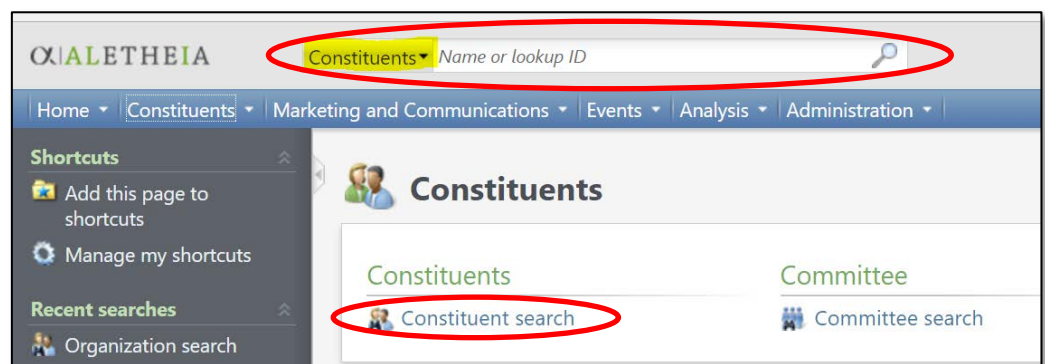 α|ALETHEIA
Constituents Name or lookup ID
Home Constituents Marketing and Communications Events Analysis Administration
Shortcuts
Add this page to
shortcuts
Manage my shortcuts
Recent searches
Organization search
Constituents
Constituents
Constituent search
Committee
Committee search